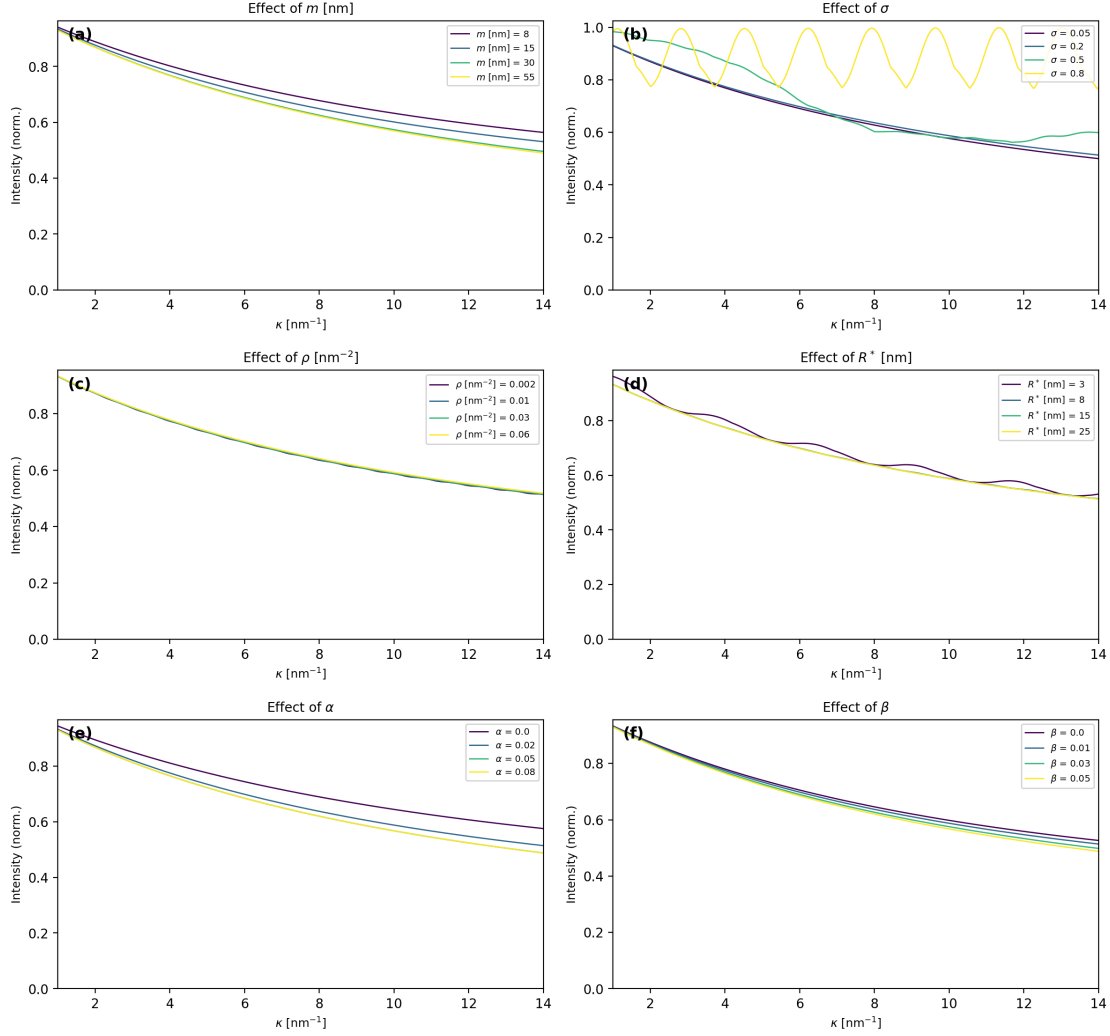 Effect of m [nm]
(a)
m [nm] = 8
m [nm] = 15
m [nm] = 30
m [nm] = 55
Intensity (norm.)
0.8
0.6
0.4
0.2
0.0
2 4 6 8 10 12 14
κ [nm⁻¹]
Effect of σ
(b)
σ = 0.05
σ = 0.2
σ = 0.5
σ = 0.8
Intensity (norm.)
1.0
0.8
0.6
0.4
0.2
0.0
2 4 6 8 10 12 14
κ [nm⁻¹]
Effect of ρ [nm⁻²]
(c)
ρ [nm⁻²] = 0.002
ρ [nm⁻²] = 0.01
ρ [nm⁻²] = 0.03
ρ [nm⁻²] = 0.06
Intensity (norm.)
0.8
0.6
0.4
0.2
0.0
2 4 6 8 10 12 14
κ [nm⁻¹]
Effect of R* [nm]
(d)
R* [nm] = 3
R* [nm] = 8
R* [nm] = 15
R* [nm] = 25
Intensity (norm.)
0.8
0.6
0.4
0.2
0.0
2 4 6 8 10 12 14
κ [nm⁻¹]
Effect of α
(e)
α = 0.0
α = 0.02
α = 0.05
α = 0.08
Intensity (norm.)
0.8
0.6
0.4
0.2
0.0
2 4 6 8 10 12 14
κ [nm⁻¹]
Effect of β
(f)
β = 0.0
β = 0.01
β = 0.03
β = 0.05
Intensity (norm.)
0.8
0.6
0.4
0.2
0.0
2 4 6 8 10 12 14
κ [nm⁻¹]